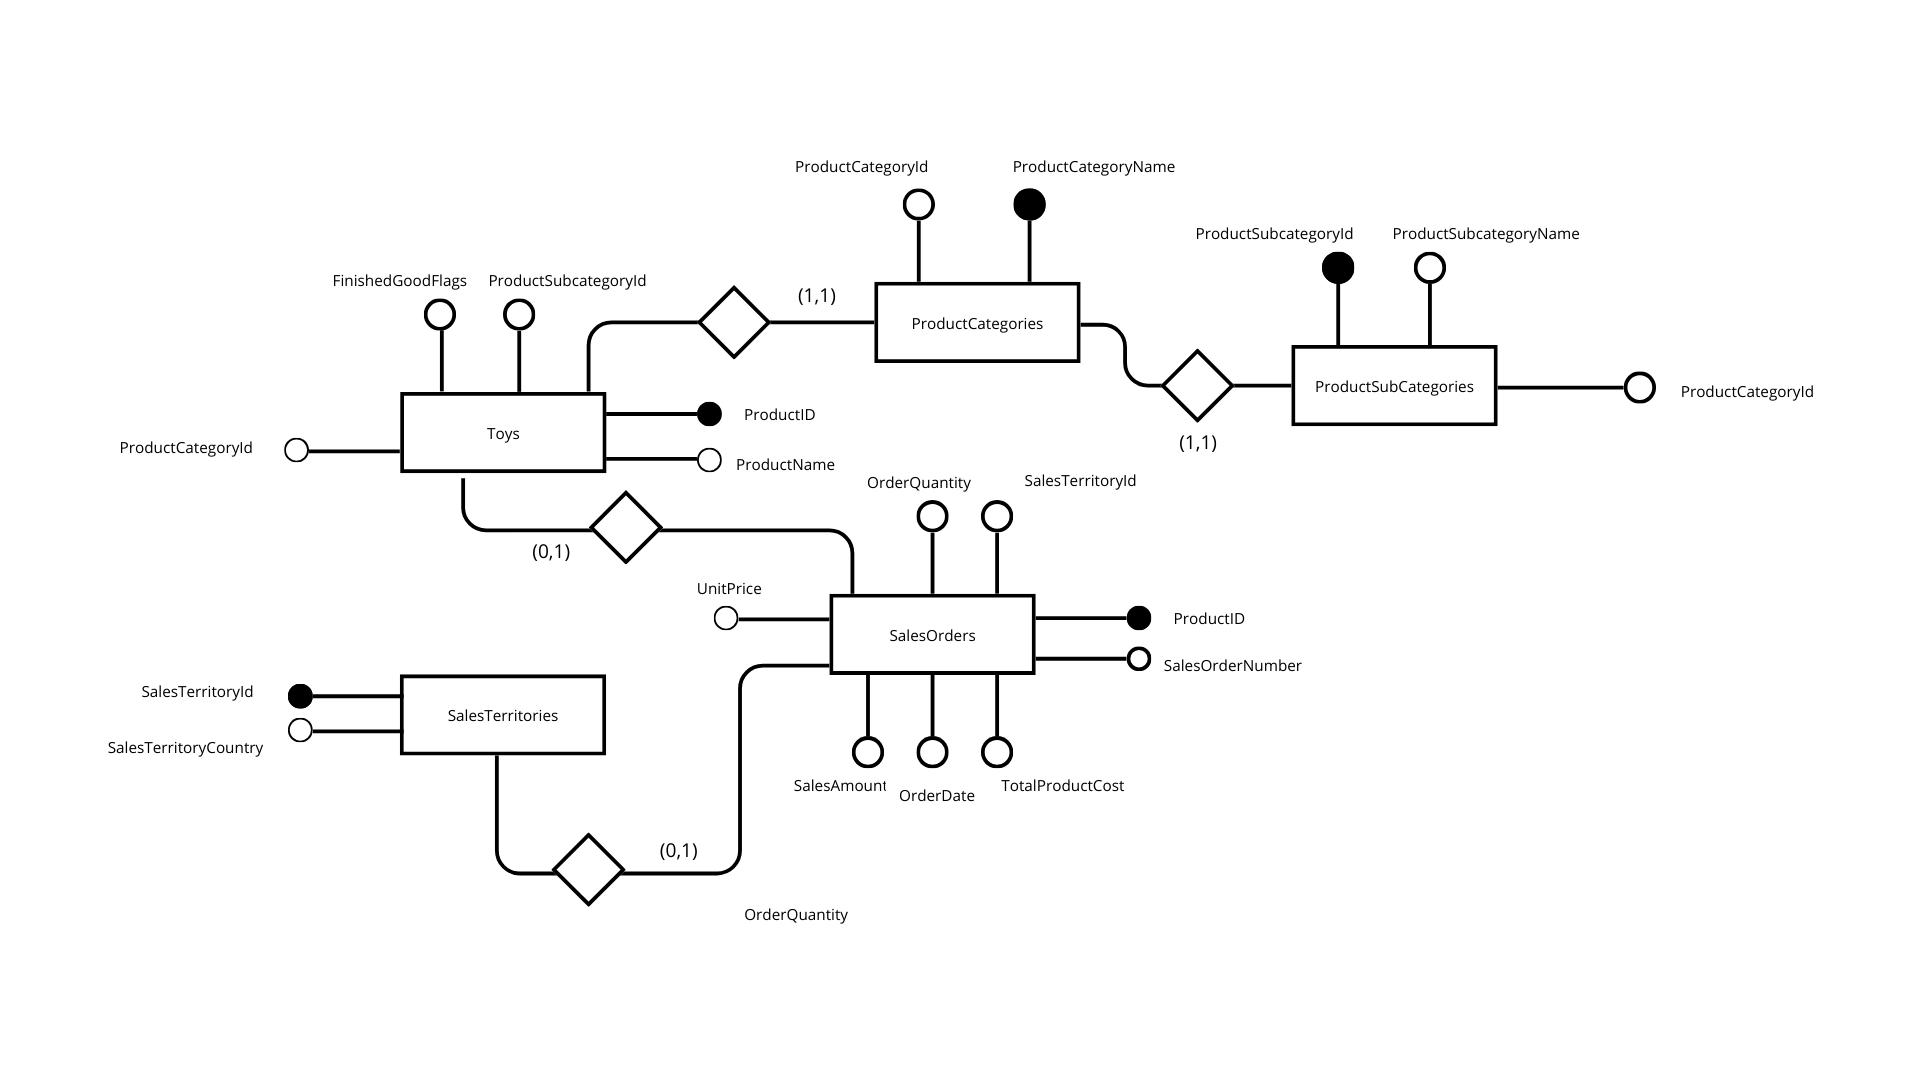 ProductCategoryId
ProductCategoryName
ProductSubcategoryId
ProductSubcategoryName
FinishedGoodFlags
ProductSubcategoryId
(1,1)
ProductCategories
ProductSubCategories
ProductCategoryId
ProductID
Toys
ProductCategoryId
ProductName
(1,1)
OrderQuantity
SalesTerritoryId
(0,1)
UnitPrice
ProductID
SalesOrders
SalesOrderNumber
SalesTerritoryId
SalesTerritories
SalesTerritoryCountry
SalesAmount
OrderDate
TotalProductCost
(0,1)
OrderQuantity